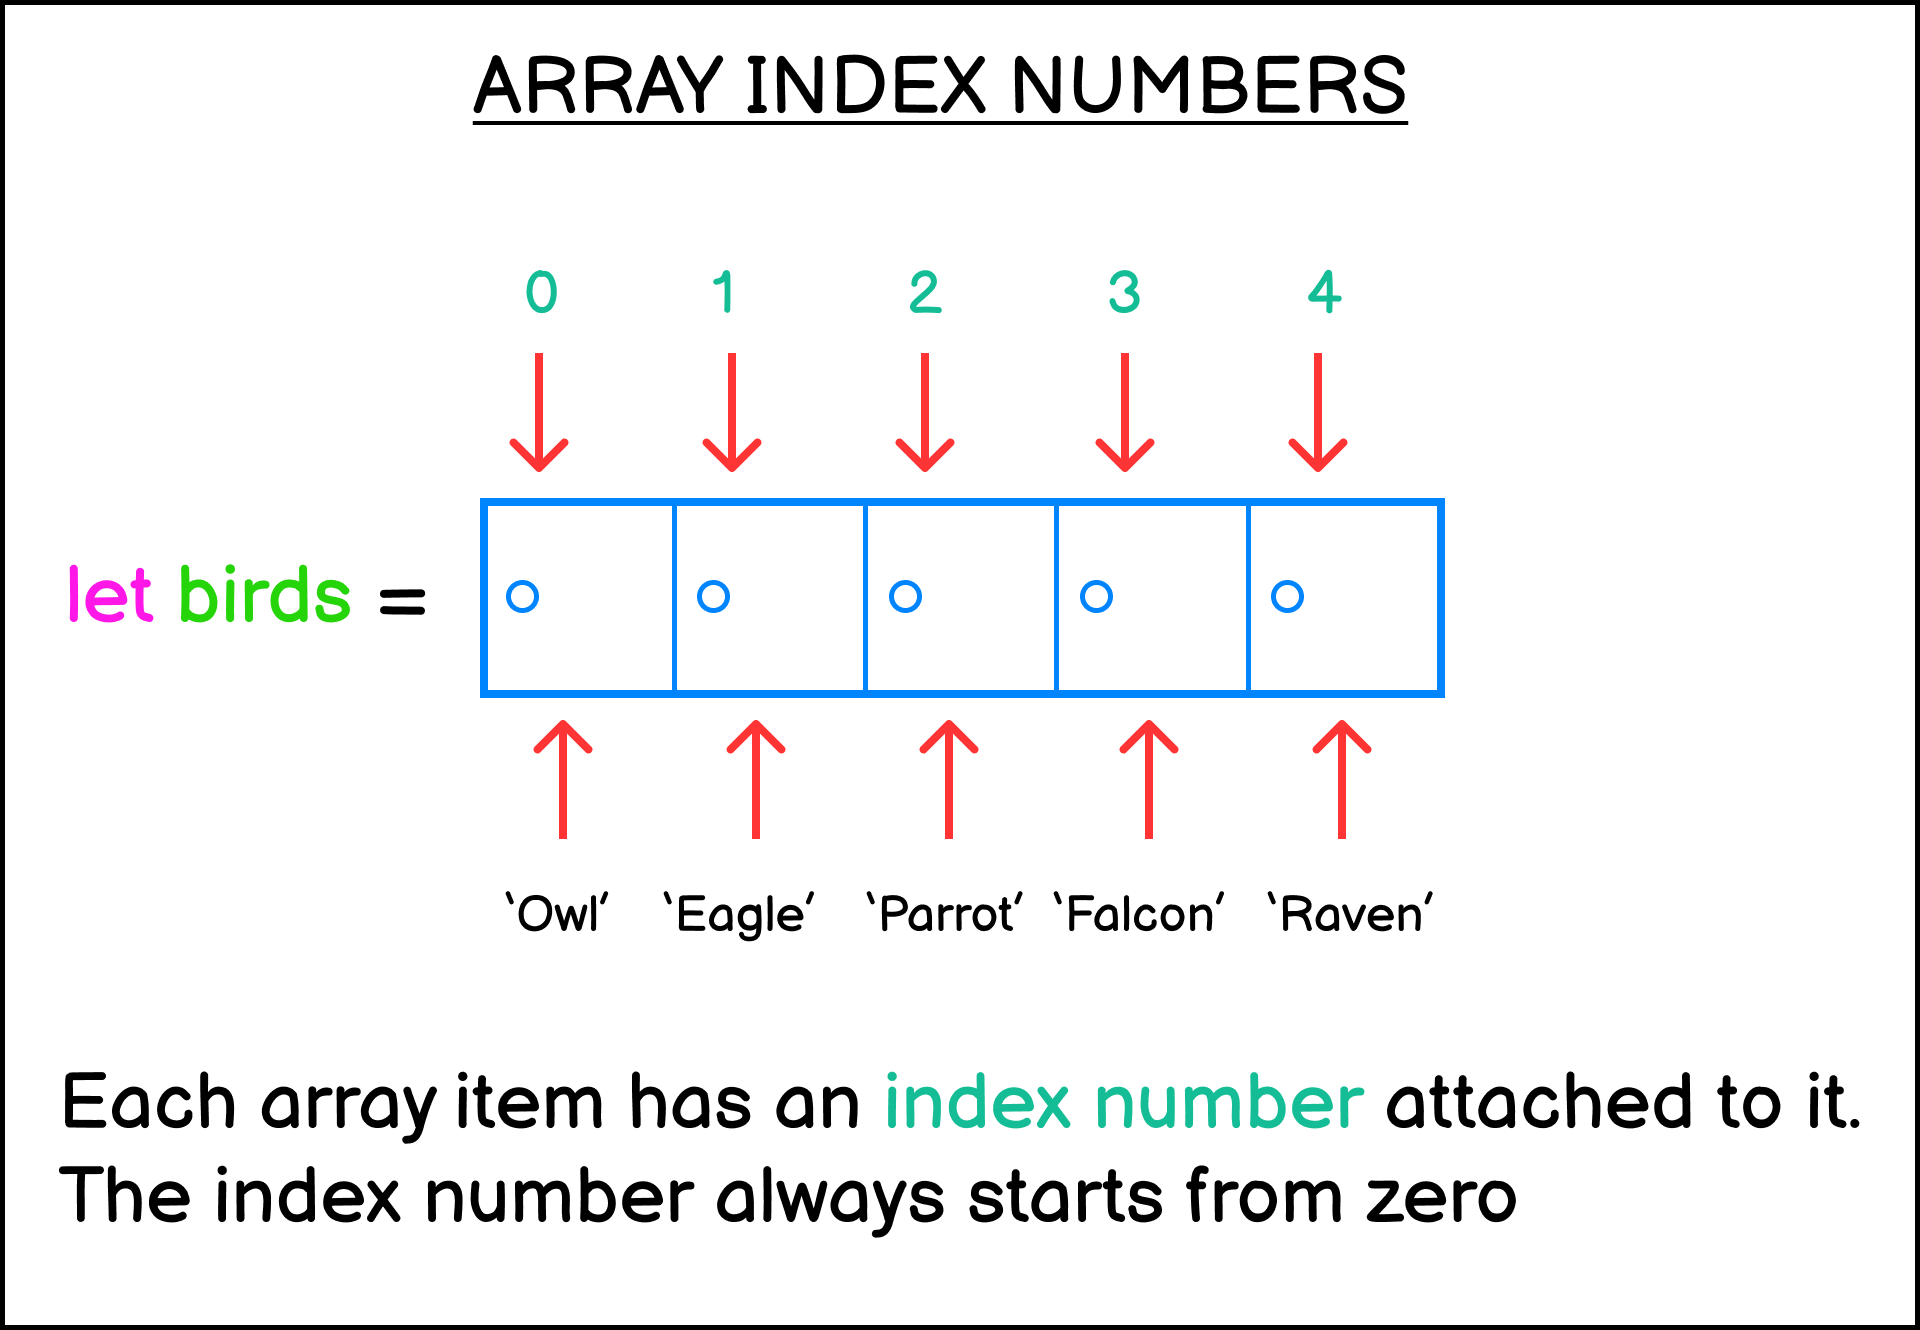 ARRAY INDEX NUMBERS
0 1 2 3 4
let birds =
‘Owl’ ‘Eagle’ ‘Parrot’ ‘Falcon’ ‘Raven’
Each array item has an index number attached to it.
The index number always starts from zero